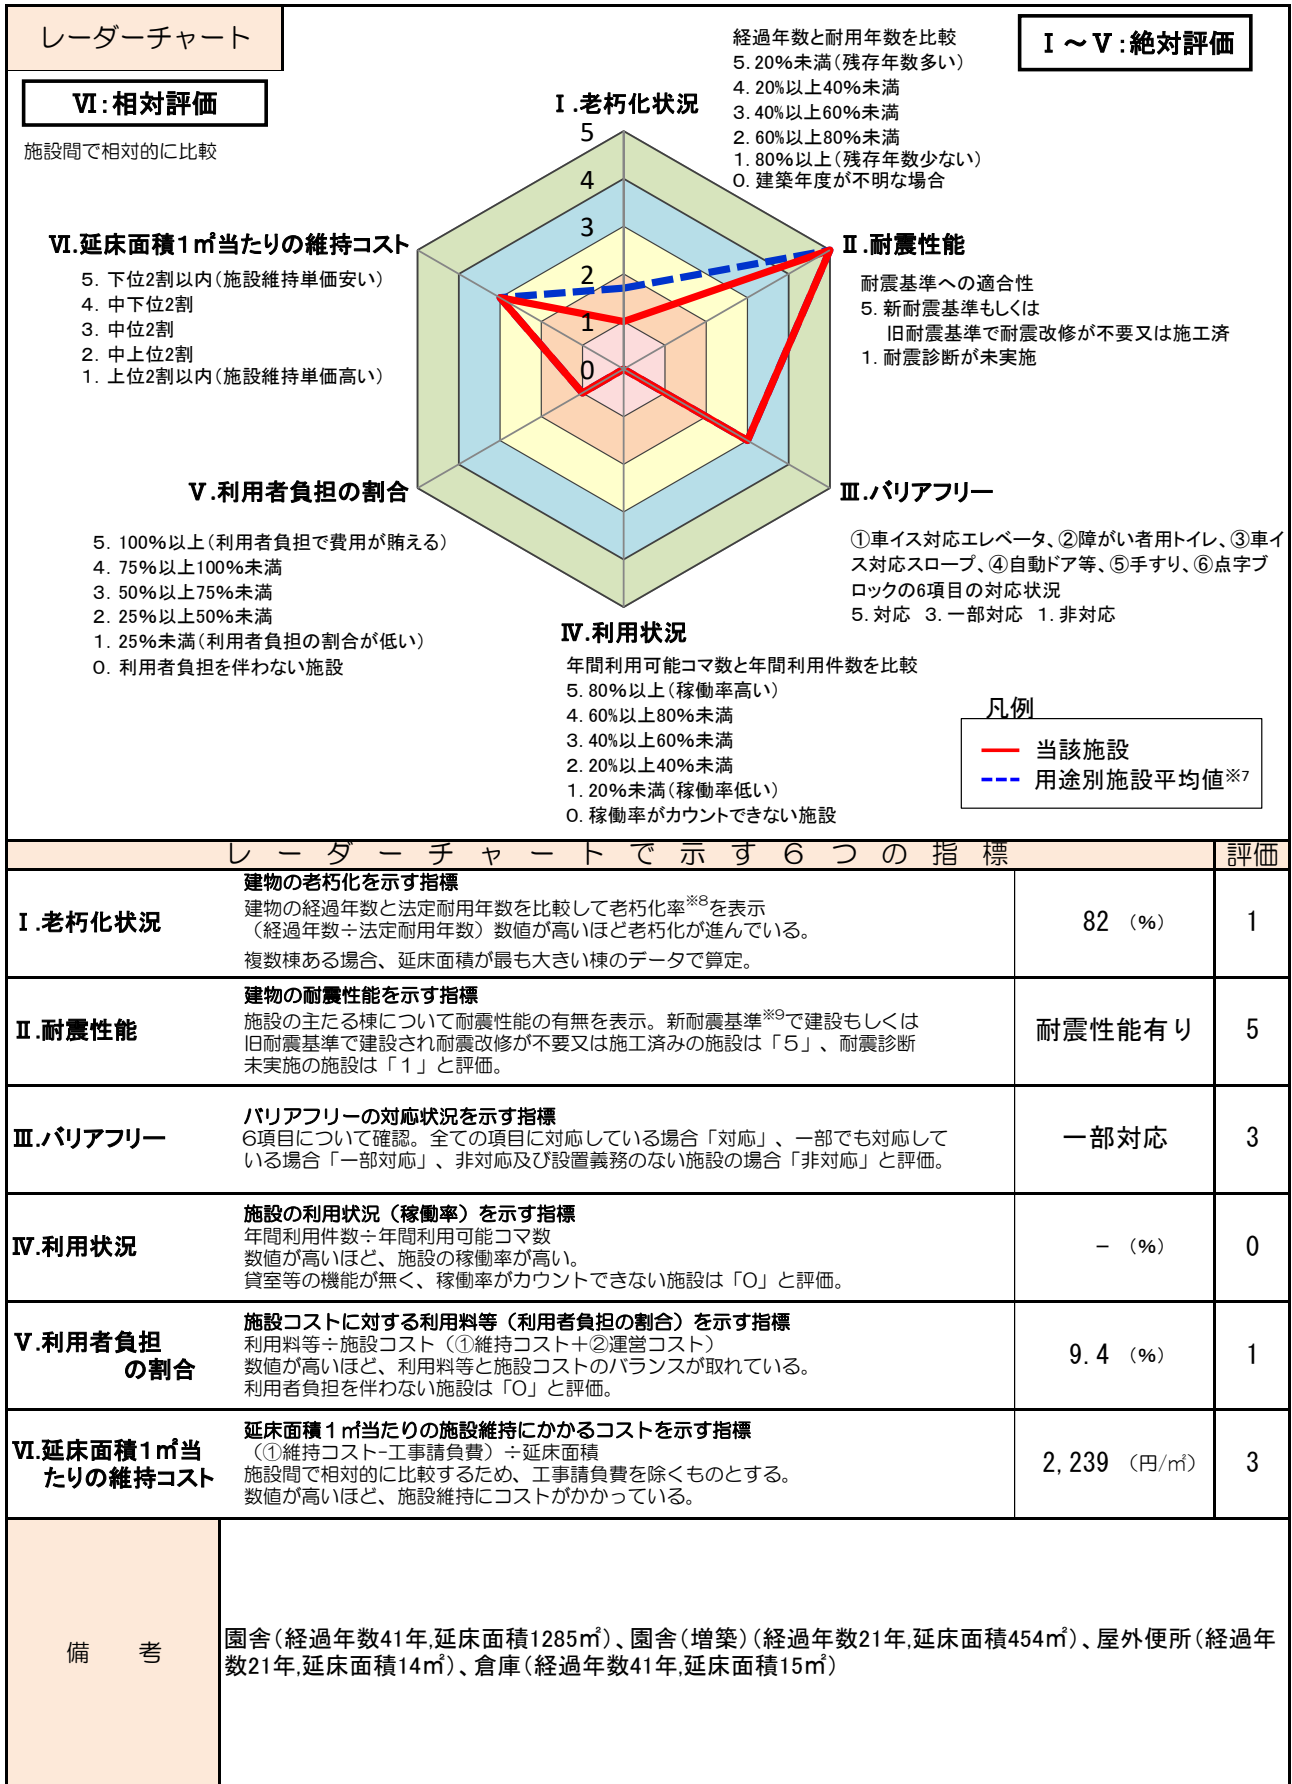 レーダーチャート
Ⅰ～Ⅴ:絶対評価
Ⅵ:相対評価
施設間で相対的に比較
経過年数と耐用年数を比較
5.20%未満(残存年数多い)
4.20%以上40%未満
3.40%以上60%未満
2.60%以上80%未満
1.80%以上(残存年数少ない)
0.建築年度が不明な場合
Ⅰ.老朽化状況
5
4
3
2
1
0
Ⅵ.延床面積1㎡当たりの維持コスト
5. 下位2割以内(施設維持単価安い)
4. 中下位2割
3. 中位2割
2. 中上位2割
1. 上位2割以内(施設維持単価高い)
Ⅱ.耐震性能
耐震基準への適合性
5. 新耐震基準もしくは
旧耐震基準で耐震改修が不要又は施工済
1. 耐震診断が未実施
Ⅴ.利用者負担の割合
5. 100%以上(利用者負担で費用が賄える)
4. 75%以上100%未満
3. 50%以上75%未満
2. 25%以上50%未満
1. 25%未満(利用者負担の割合が低い)
0. 利用者負担を伴わない施設
Ⅲ.バリアフリー
①車イス対応エレベータ、②障がい者用トイレ、③車イ
ス対応スロープ、④自動ドア等、⑤手すり、⑥点字ブ
ロックの6項目の対応状況
5.対応 3.一部対応 1.非対応
Ⅳ.利用状況
年間利用可能コマ数と年間利用件数を比較
5.80%以上(稼働率高い)
4.60%以上80%未満
3.40%以上60%未満
2.20%以上40%未満
1.20%未満(稼働率低い)
0.稼働率がカウントできない施設
凡例
当該施設
用途別施設平均値※7
レーダーチャートで示す6つの指標 評価
Ⅰ.老朽化状況
建物の老朽化を示す指標
建物の経過年数と法定耐用年数を比較して老朽化率※8を表示
(経過年数÷法定耐用年数)数値が高いほど老朽化が進んでいる。
複数棟ある場合、延床面積が最も大きい棟のデータで算定。
82 (%) 1
Ⅱ.耐震性能
建物の耐震性能を示す指標
施設の主たる棟について耐震性能の有無を表示。新耐震基準※9で建設もしくは
旧耐震基準で建設され耐震改修が不要又は施工済みの施設は「5」、耐震診断
未実施の施設は「1」と評価。
耐震性能有り 5
Ⅲ.バリアフリー
バリアフリーの対応状況を示す指標
6項目について確認。全ての項目に対応している場合「対応」、一部でも対応して
いる場合「一部対応」、非対応及び設置義務のない施設の場合「非対応」と評価。
一部対応 3
Ⅳ.利用状況
施設の利用状況(稼働率)を示す指標
年間利用件数÷年間利用可能コマ数
数値が高いほど、施設の稼働率が高い。
貸室等の機能が無く、稼働率がカウントできない施設は「0」と評価。
- (%) 0
Ⅴ.利用者負担
の割合
施設コストに対する利用料等(利用者負担の割合)を示す指標
利用料等÷施設コスト(①維持コスト+②運営コスト)
数値が高いほど、利用料等と施設コストのバランスが取れている。
利用者負担を伴わない施設は「0」と評価。
9.4 (%) 1
Ⅵ.延床面積1㎡当
たりの維持コスト
延床面積1㎡当たりの施設維持にかかるコストを示す指標
(①維持コスト-工事請負費)÷延床面積
施設間で相対的に比較するため、工事請負費を除くものとする。
数値が高いほど、施設維持にコストがかかっている。
2,239 (円/㎡) 3
備 考
園舎(経過年数41年,延床面積1285㎡)、園舎(増築)(経過年数21年,延床面積454㎡)、屋外便所(経過年
数21年,延床面積14㎡)、倉庫(経過年数41年,延床面積15㎡)